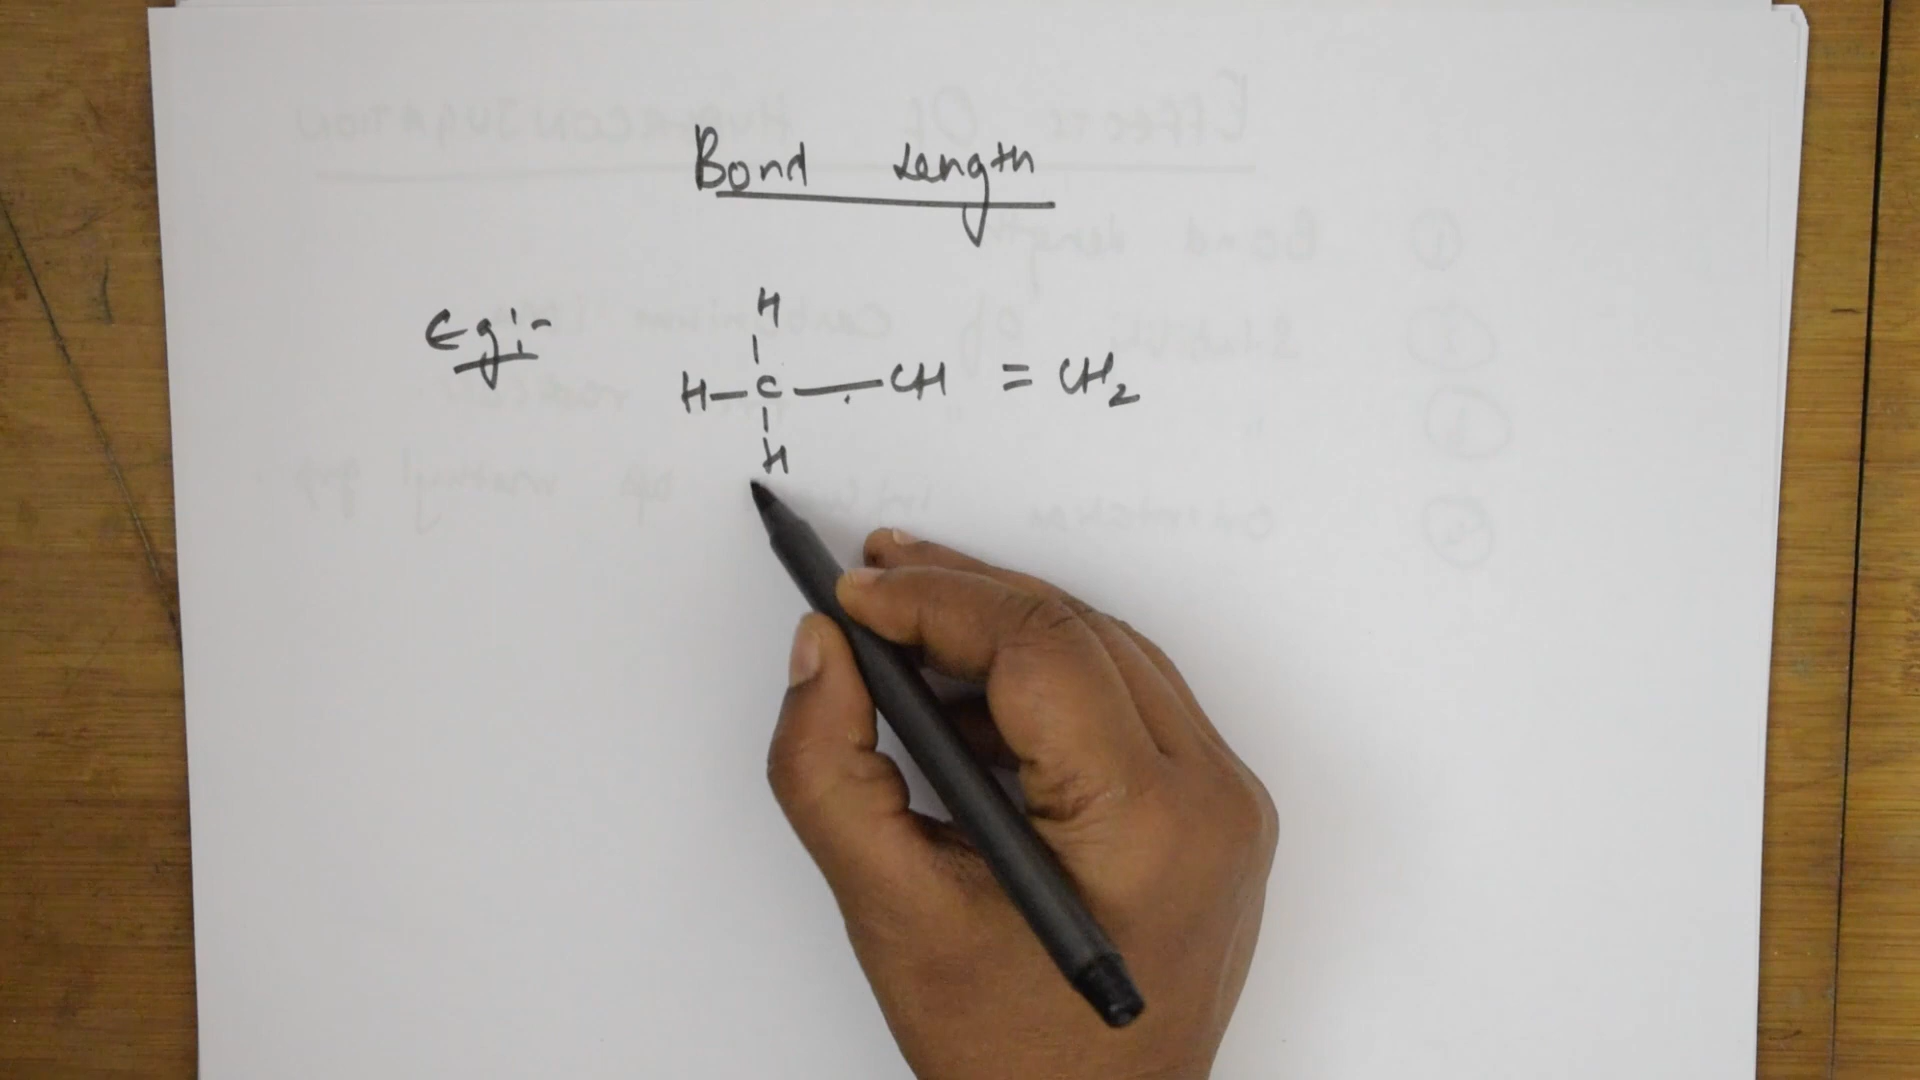 Bond Length
Eg:-
H
H-C-CH = CH2
H